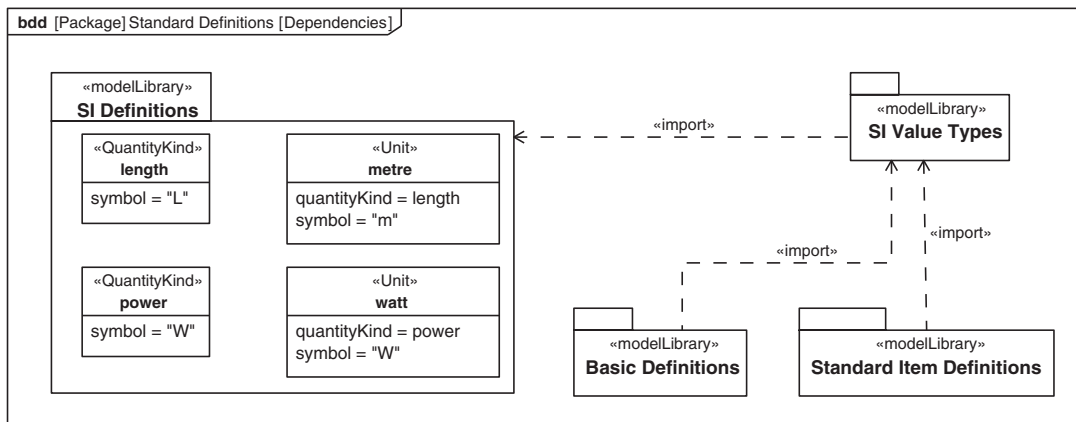 bdd [Package] Standard Definitions [Dependencies]
«modelLibrary»
SI Definitions
«QuantityKind»
length
symbol = "L"
«Unit»
metre
quantityKind = length
symbol = "m"
«QuantityKind»
power
symbol = "W"
«Unit»
watt
quantityKind = power
symbol = "W"
«import»
«modelLibrary»
SI Value Types
«import»
«import»
«modelLibrary»
Basic Definitions
«modelLibrary»
Standard Item Definitions